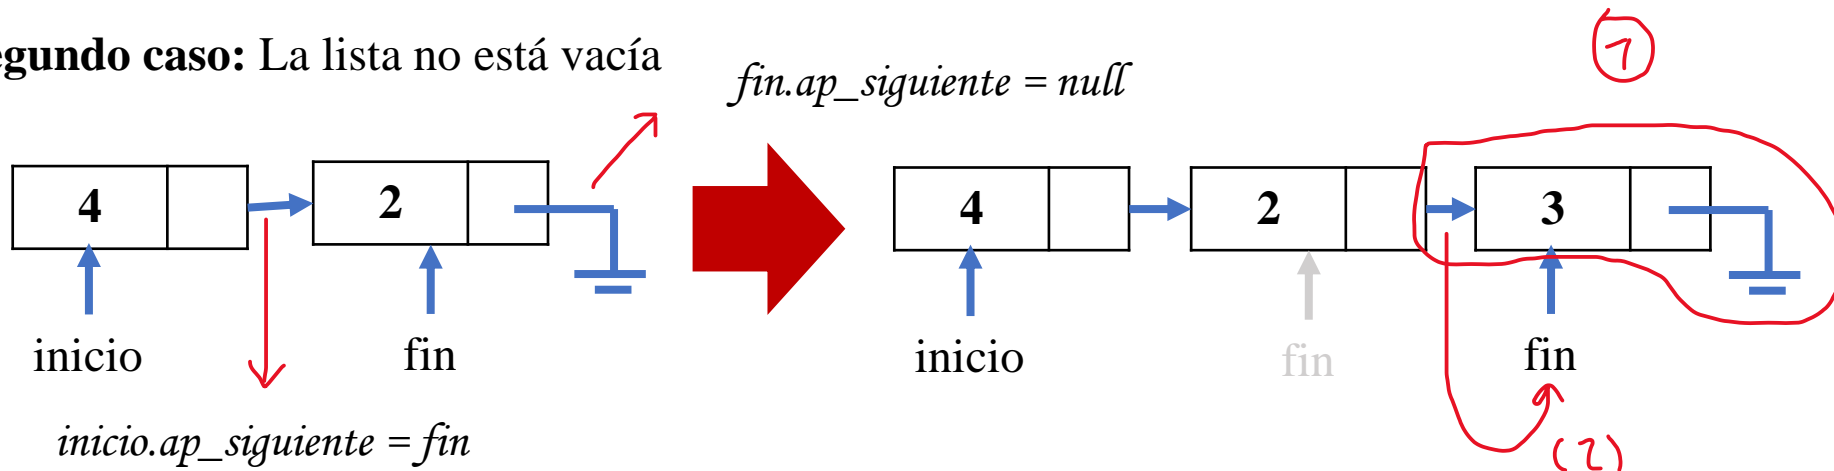 egundo caso: La lista no está vacía
fin.ap_siguiente = null
1
4 2
4 2 3
inicio fin
inicio fin fin
inicio.ap_siguiente = fin
(2)